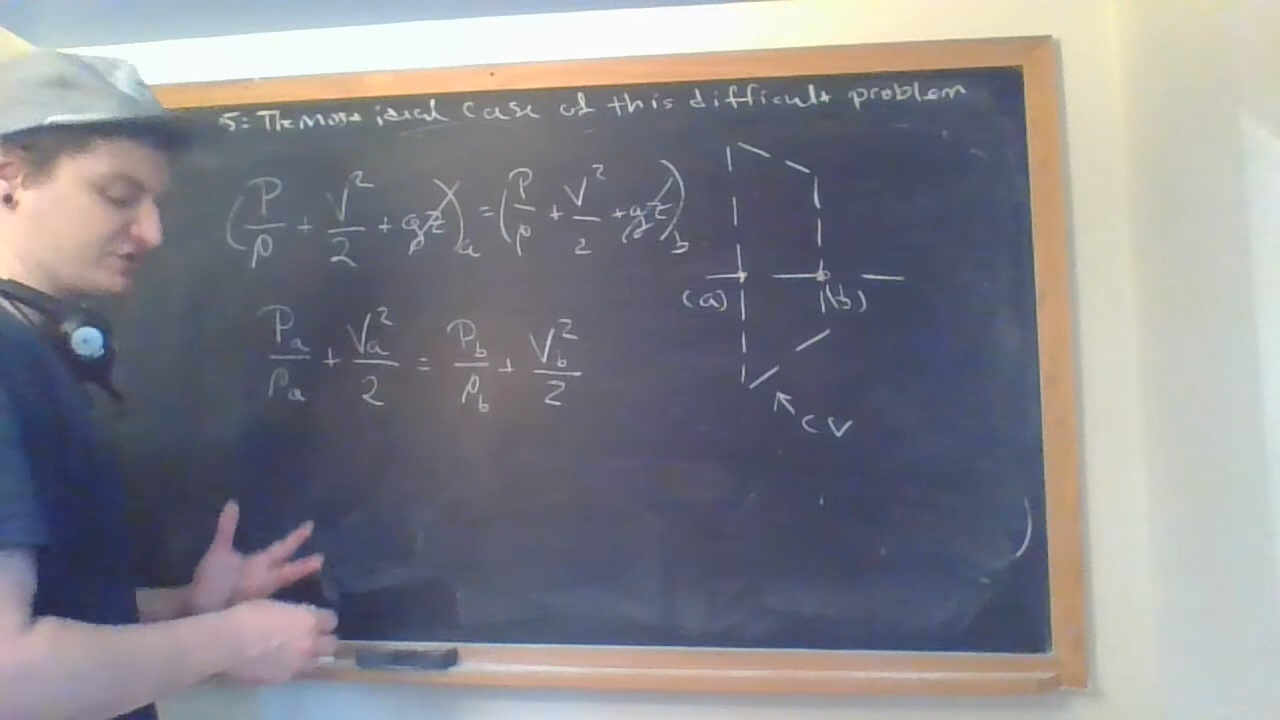 5: The most ideal case of this difficult problem
(P/ρ + V²/2 + gz)a = (P/ρ + V²/2 + gz)b
(a) (b)
Pa/ρa + Va²/2 = Pb/ρb + Vb²/2
CV